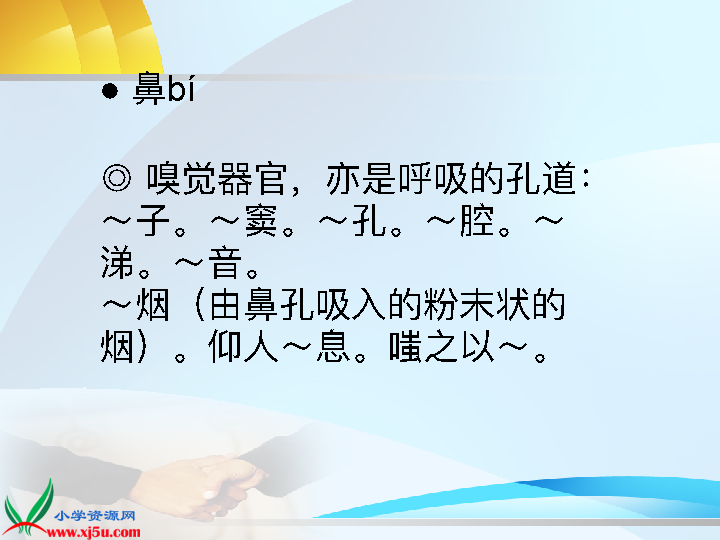 ● 鼻bí
◎ 嗅觉器官，亦是呼吸的孔道：
～子。～窦。～孔。～腔。～
涕。～音。
～烟（由鼻孔吸入的粉末状的
烟）。仰人～息。嗤之以～。
小学资源网
www.xj5u.com